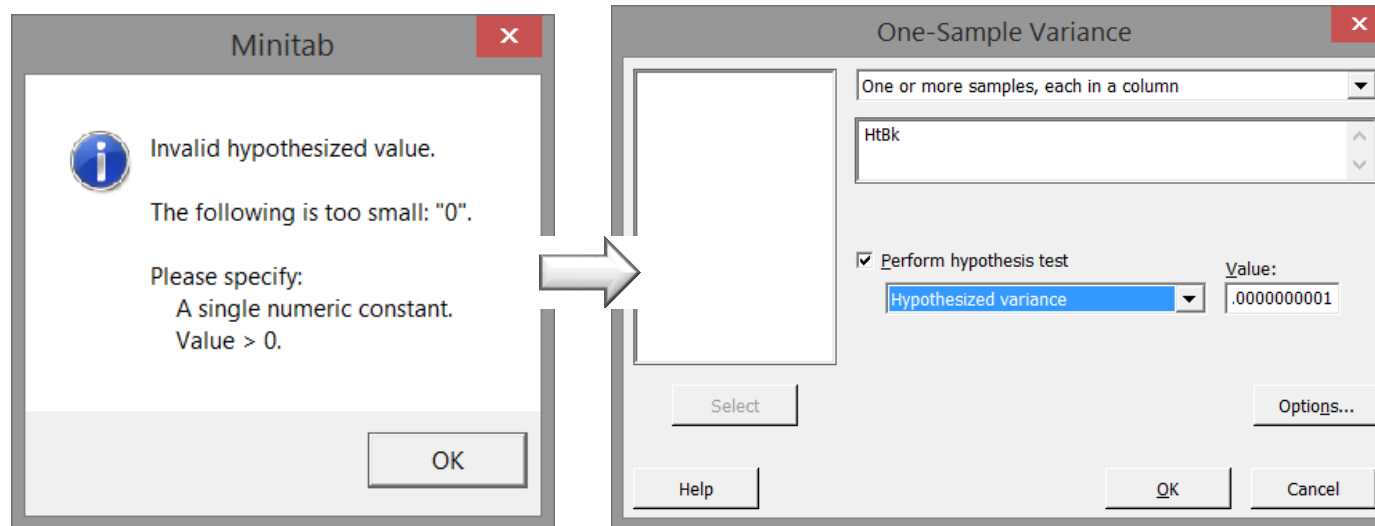 Minitab
Invalid hypothesized value.
The following is too small: "0".
Please specify:
A single numeric constant.
Value > 0.
OK
One-Sample Variance
One or more samples, each in a column
HtBk
Perform hypothesis test
Value:
Hypothesized variance
.0000000001
Select
Options...
Help
OK
Cancel